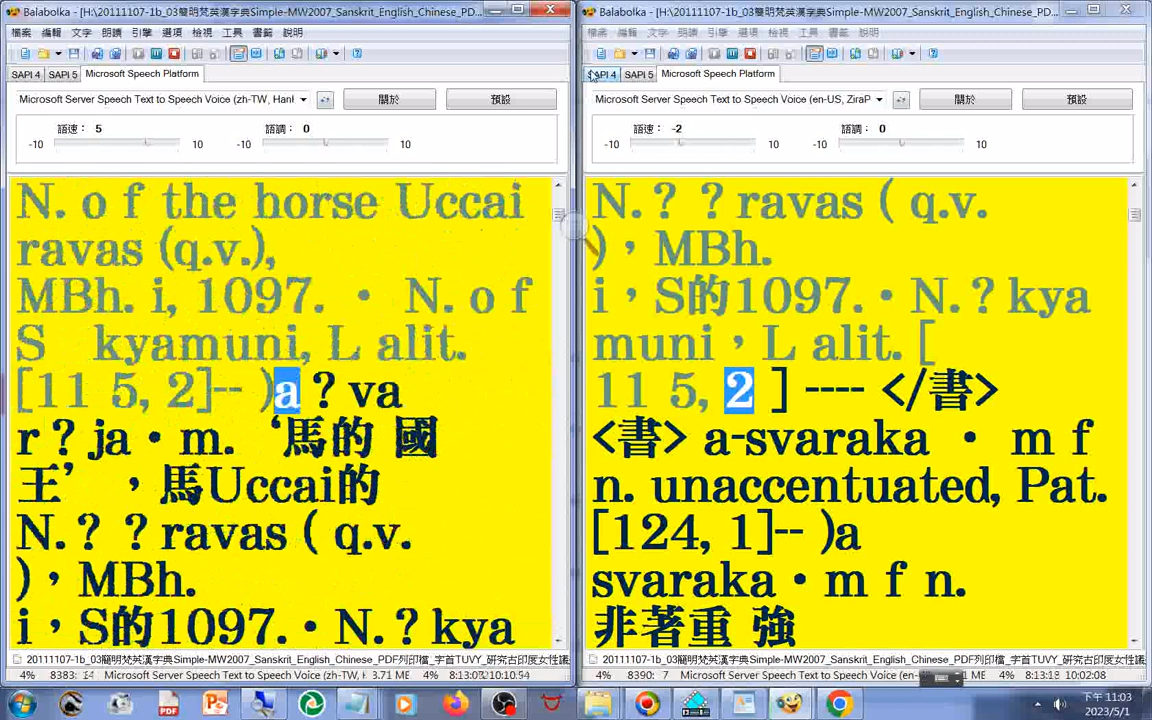 Balabolka - [H:\20111107-1b_03簡明梵英漢字典Simple-MW2007_Sanskrit_English_Chinese_PD...
檔案 編輯 文字 朗讀 引擎 選項 檢視 工具 書籤 說明
SAPI 4 SAPI 5 Microsoft Speech Platform
Microsoft Server Speech Text to Speech Voice (zh-TW, HanI
關於 預設
語速： 5 語調： 0
-10 10 -10 10
N. o f the horse Uccai
ravas (q.v.),
MBh. i, 1097. • N. o f
S kyamuni, L alit.
[11 5, 2]-- )a ? va
r ? ja • m. ‘馬的 國
王’ ，馬Uccai的
N. ? ? ravas ( q.v.
)，MBh.
i，S的1097. • N. ? kya
20111107-1b_03簡明梵英漢字典Simple-MW2007_Sanskrit_English_Chinese_PDF列印檔_字首TUVY_研究古印度女性議
4% 8383: 14 Microsoft Server Speech Text to Speech Voice (zh-TW, H 3.71 MB 4% 8:13:02
Balabolka - [H:\20111107-1b_03簡明梵英漢字典Simple-MW2007_Sanskrit_English_Chinese_PD...
檔案 編輯 文字 朗讀 引擎 選項 檢視 工具 書籤 說明
SAPI 4 SAPI 5 Microsoft Speech Platform
Microsoft Server Speech Text to Speech Voice (en-US, ZiraP
關於 預設
語速： -2 語調： 0
-10 10 -10 10
N. ? ? ravas ( q.v.
)，MBh.
i，S的1097. • N. ? kya
muni，L alit. [
11 5, 2 ] ---- </書>
<書> a-svaraka • m f
n. unaccentuated, Pat.
[124, 1]-- )a
svaraka • m f n.
非著重 強
20111107-1b_03簡明梵英漢字典Simple-MW2007_Sanskrit_English_Chinese_PDF列印檔_字首TUVY_研究古印度女性議
4% 8390: 7 Microsoft Server Speech Text to Speech Voice (en-US 4% 8:13:13 10:02:08
下午 11:03
2023/5/1